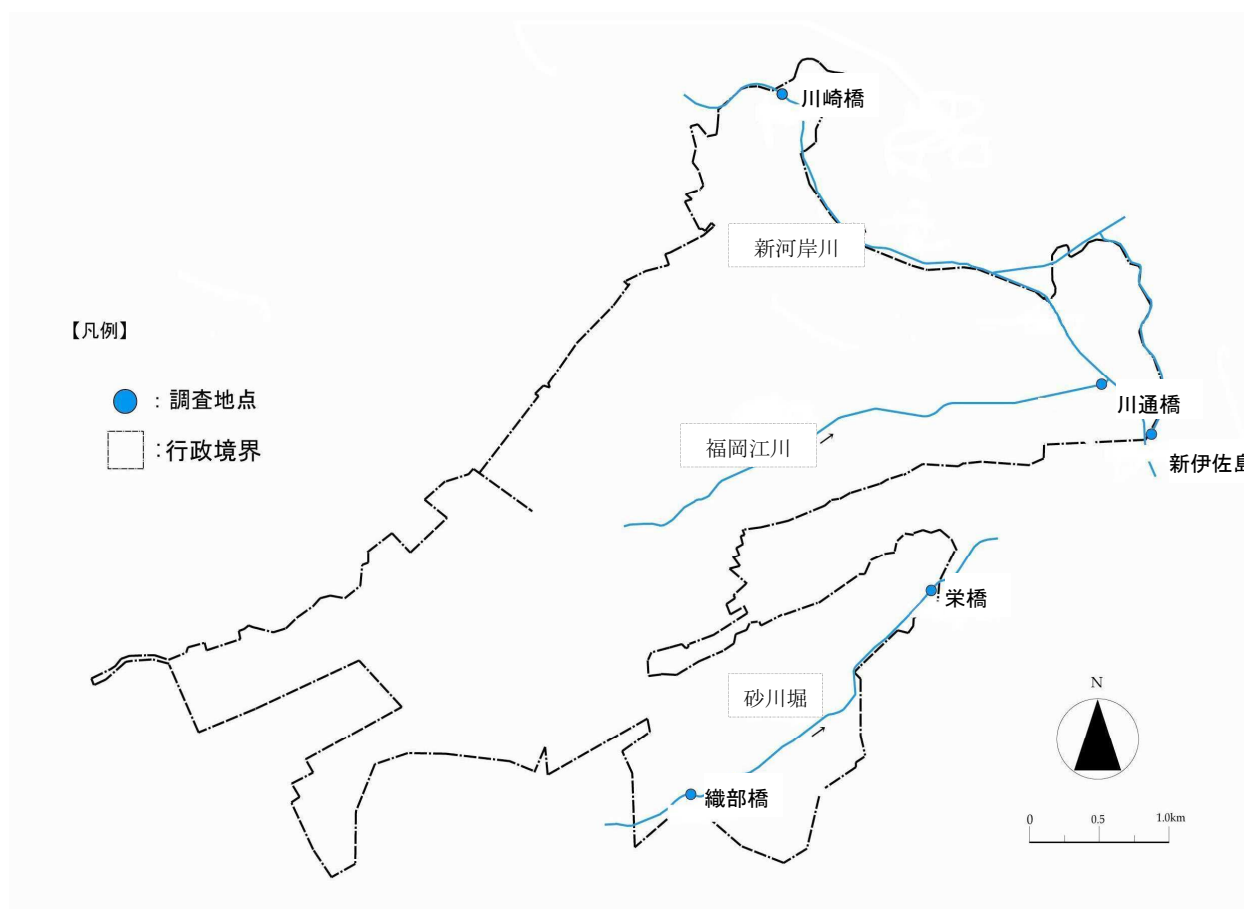 川崎橋
新河岸川
【凡例】
：調査地点
川通橋
福岡江川
：行政境界
新伊佐島
栄橋
砂川堀
N
織部橋
0 0.5 1.0km